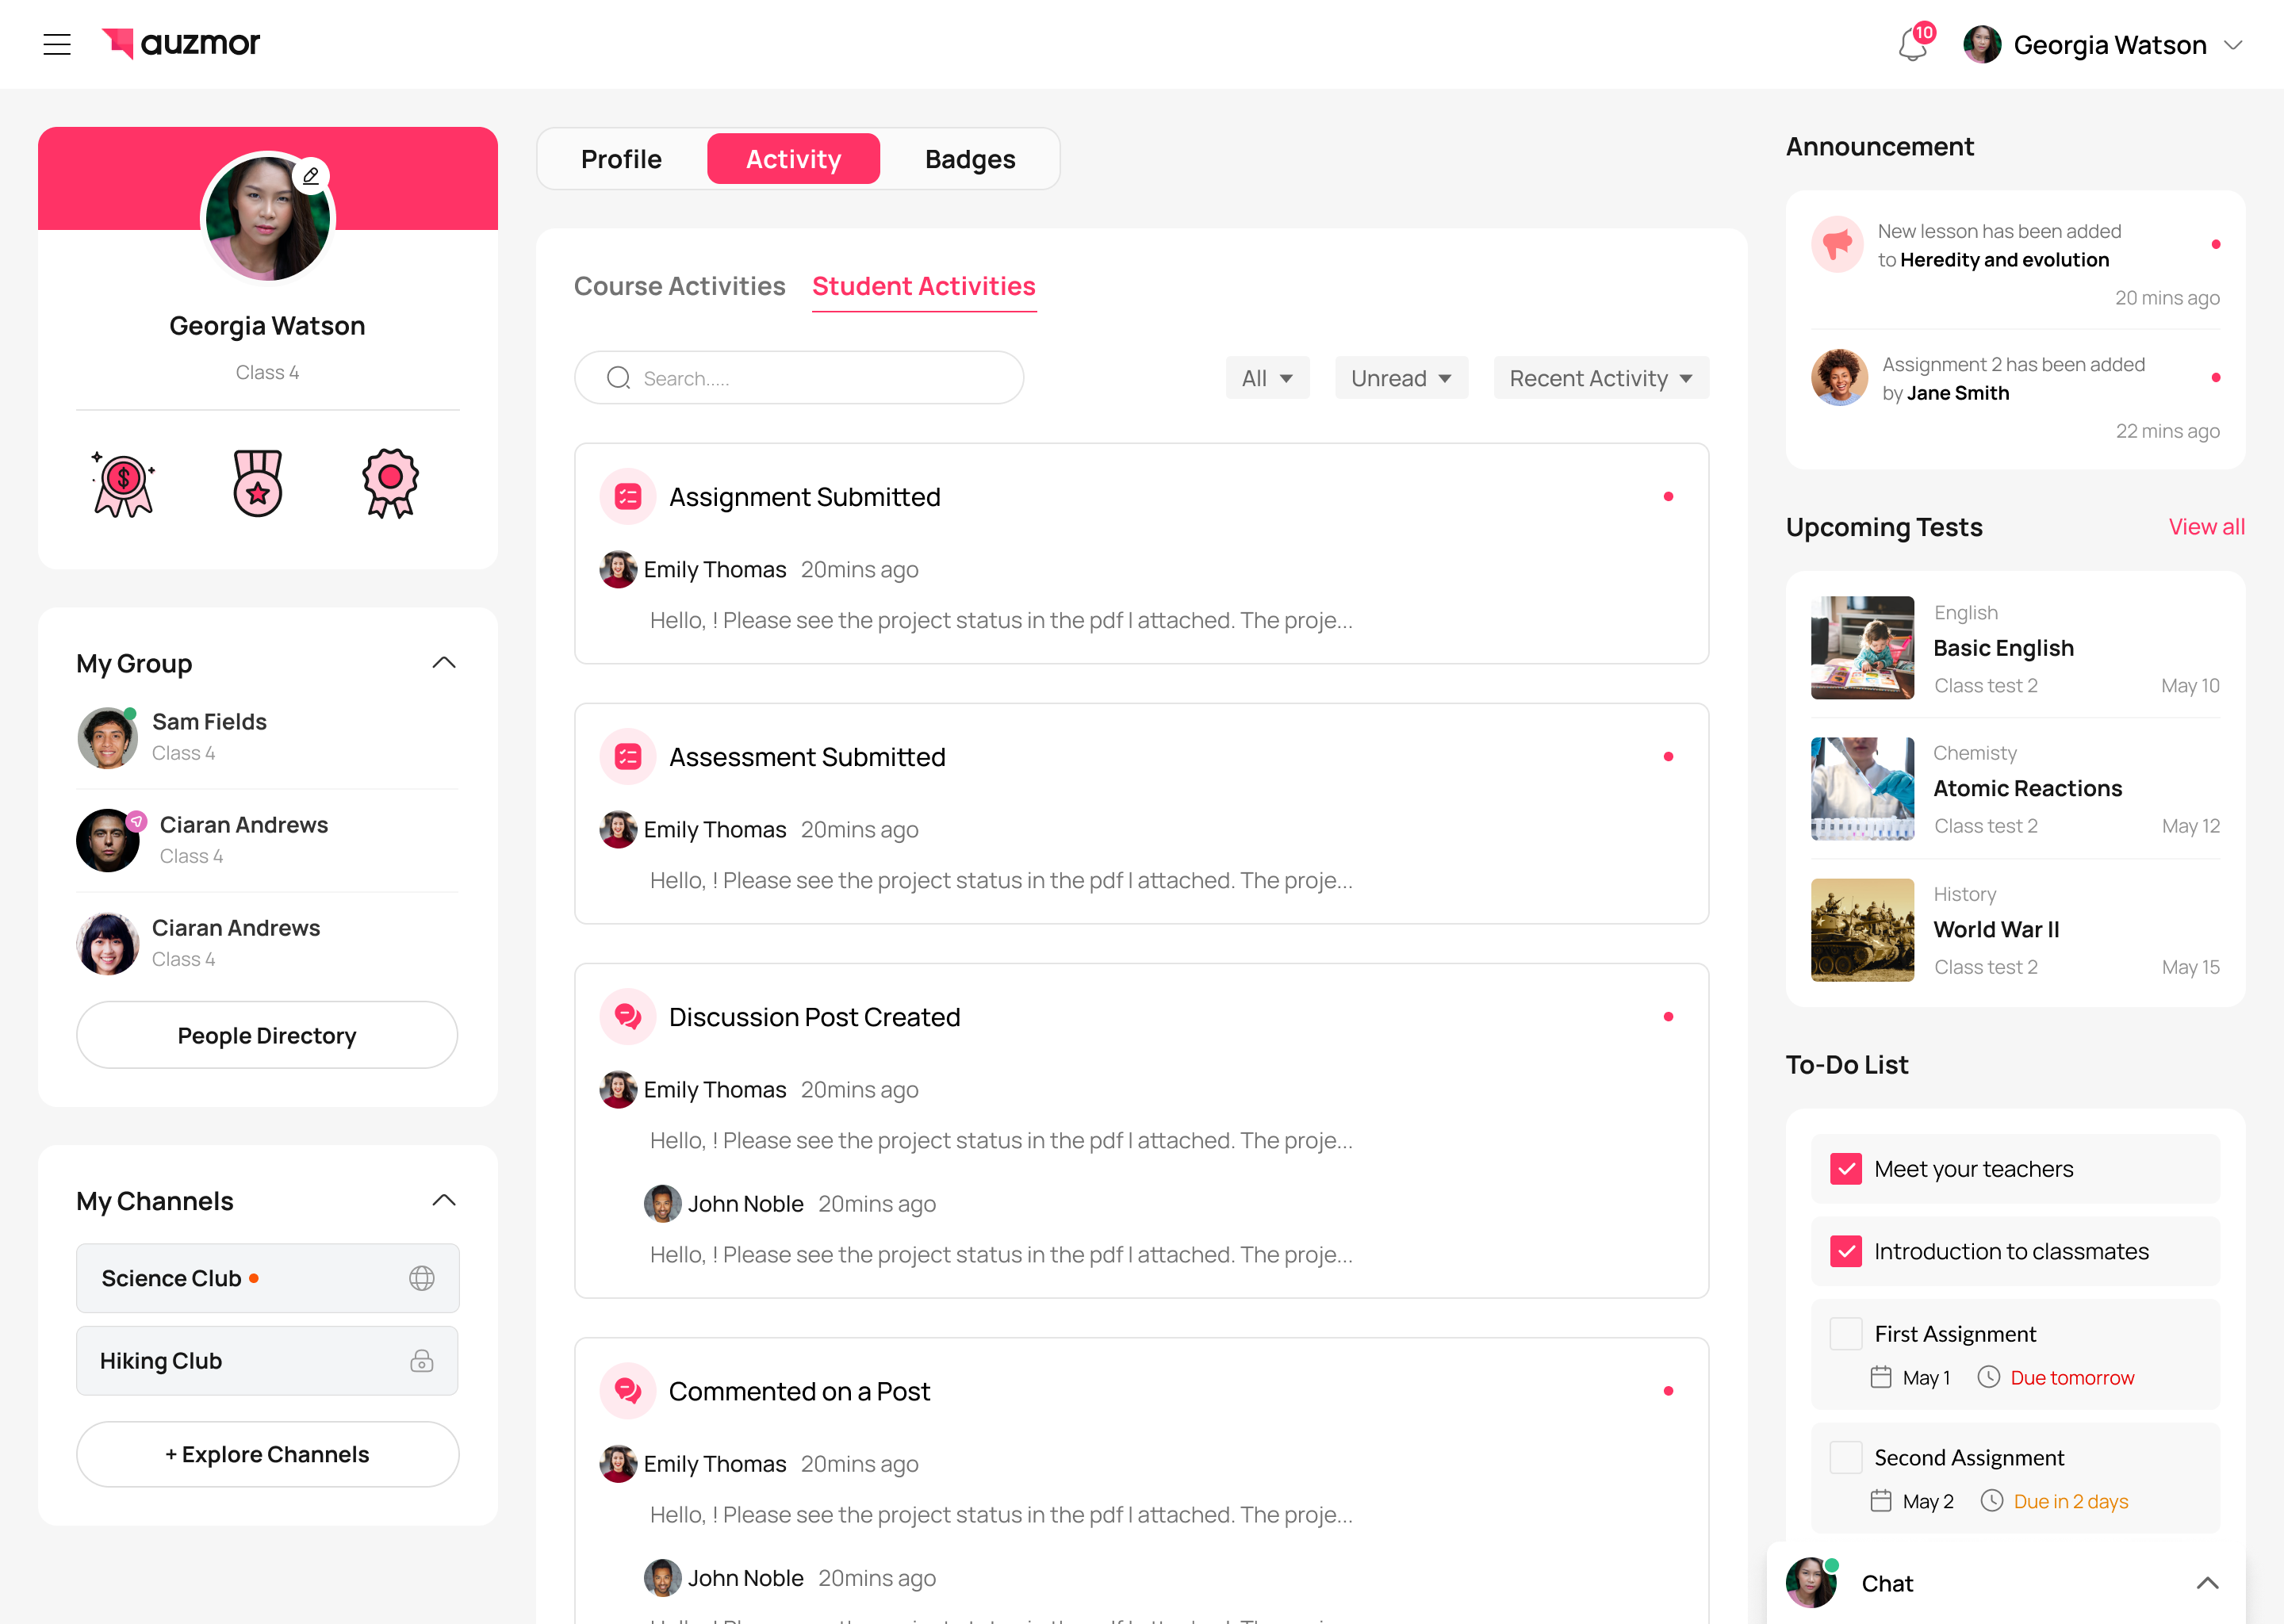 auzmor
10
Georgia Watson
Georgia Watson
Class 4
$
My Group
Sam Fields
Class 4
Ciaran Andrews
Class 4
Ciaran Andrews
Class 4
People Directory
My Channels
Science Club
Hiking Club
+ Explore Channels
Profile
Activity
Badges
Course Activities
Student Activities
Search.....
All
Unread
Recent Activity
Assignment Submitted
Emily Thomas 20mins ago
Hello, ! Please see the project status in the pdf I attached. The proje...
Assessment Submitted
Emily Thomas 20mins ago
Hello, ! Please see the project status in the pdf I attached. The proje...
Discussion Post Created
Emily Thomas 20mins ago
Hello, ! Please see the project status in the pdf I attached. The proje...
John Noble 20mins ago
Hello, ! Please see the project status in the pdf I attached. The proje...
Commented on a Post
Emily Thomas 20mins ago
Hello, ! Please see the project status in the pdf I attached. The proje...
John Noble 20mins ago
Announcement
New lesson has been added
to Heredity and evolution
20 mins ago
Assignment 2 has been added
by Jane Smith
22 mins ago
Upcoming Tests
View all
English
Basic English
Class test 2 May 10
Chemisty
Atomic Reactions
Class test 2 May 12
History
World War II
Class test 2 May 15
To-Do List
Meet your teachers
Introduction to classmates
First Assignment
May 1 Due tomorrow
Second Assignment
May 2 Due in 2 days
Chat